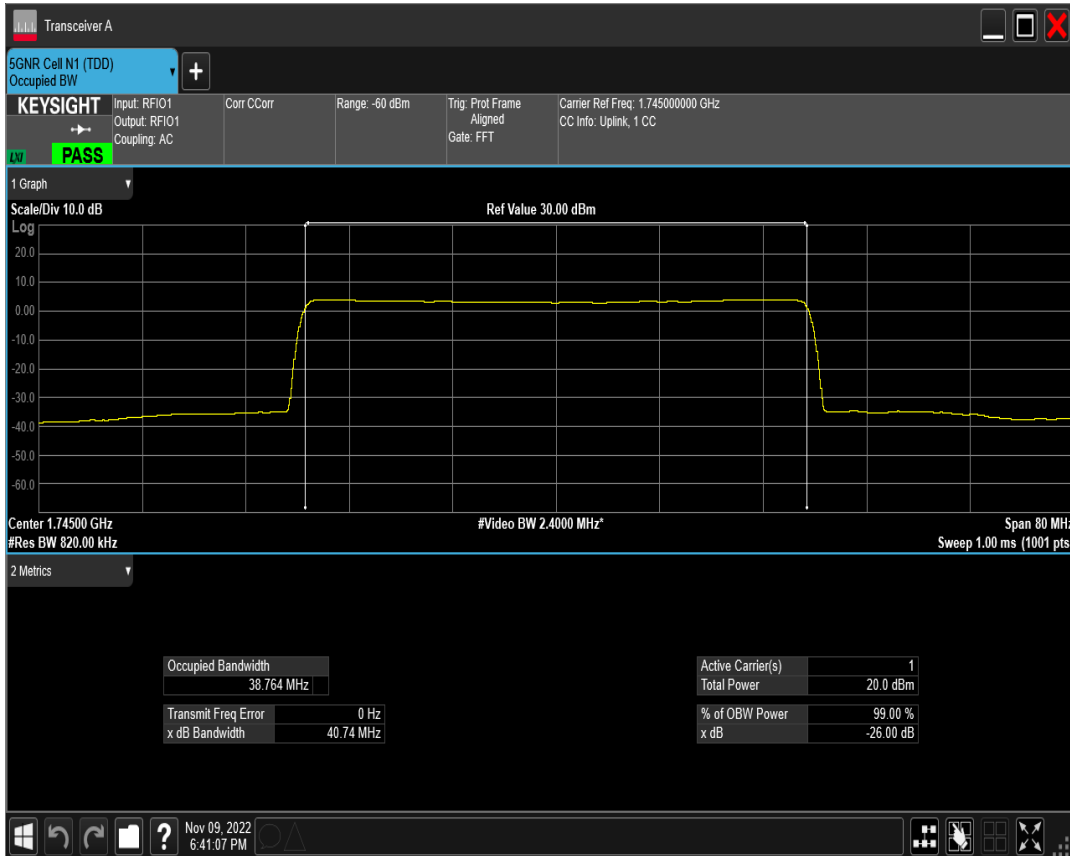 Transceiver A
5GNR Cell N1 (TDD)
Occupied BW
+
KEYSIGHT
LXI
PASS
Input: RFIO1
Output: RFIO1
Coupling: AC
Corr CCorr
Range: -60 dBm
Trig: Prot Frame
Aligned
Gate: FFT
Carrier Ref Freq: 1.745000000 GHz
CC Info: Uplink, 1 CC
1 Graph
Scale/Div 10.0 dB
Ref Value 30.00 dBm
Log
20.0
10.0
0.00
-10.0
-20.0
-30.0
-40.0
-50.0
-60.0
Center 1.74500 GHz
#Video BW 2.4000 MHz*
Span 80 MHz
#Res BW 820.00 kHz
Sweep 1.00 ms (1001 pts
2 Metrics
Occupied Bandwidth
38.764 MHz
Transmit Freq Error 0 Hz
x dB Bandwidth 40.74 MHz
Active Carrier(s) 1
Total Power 20.0 dBm
% of OBW Power 99.00 %
x dB -26.00 dB
?
Nov 09, 2022
6:41:07 PM